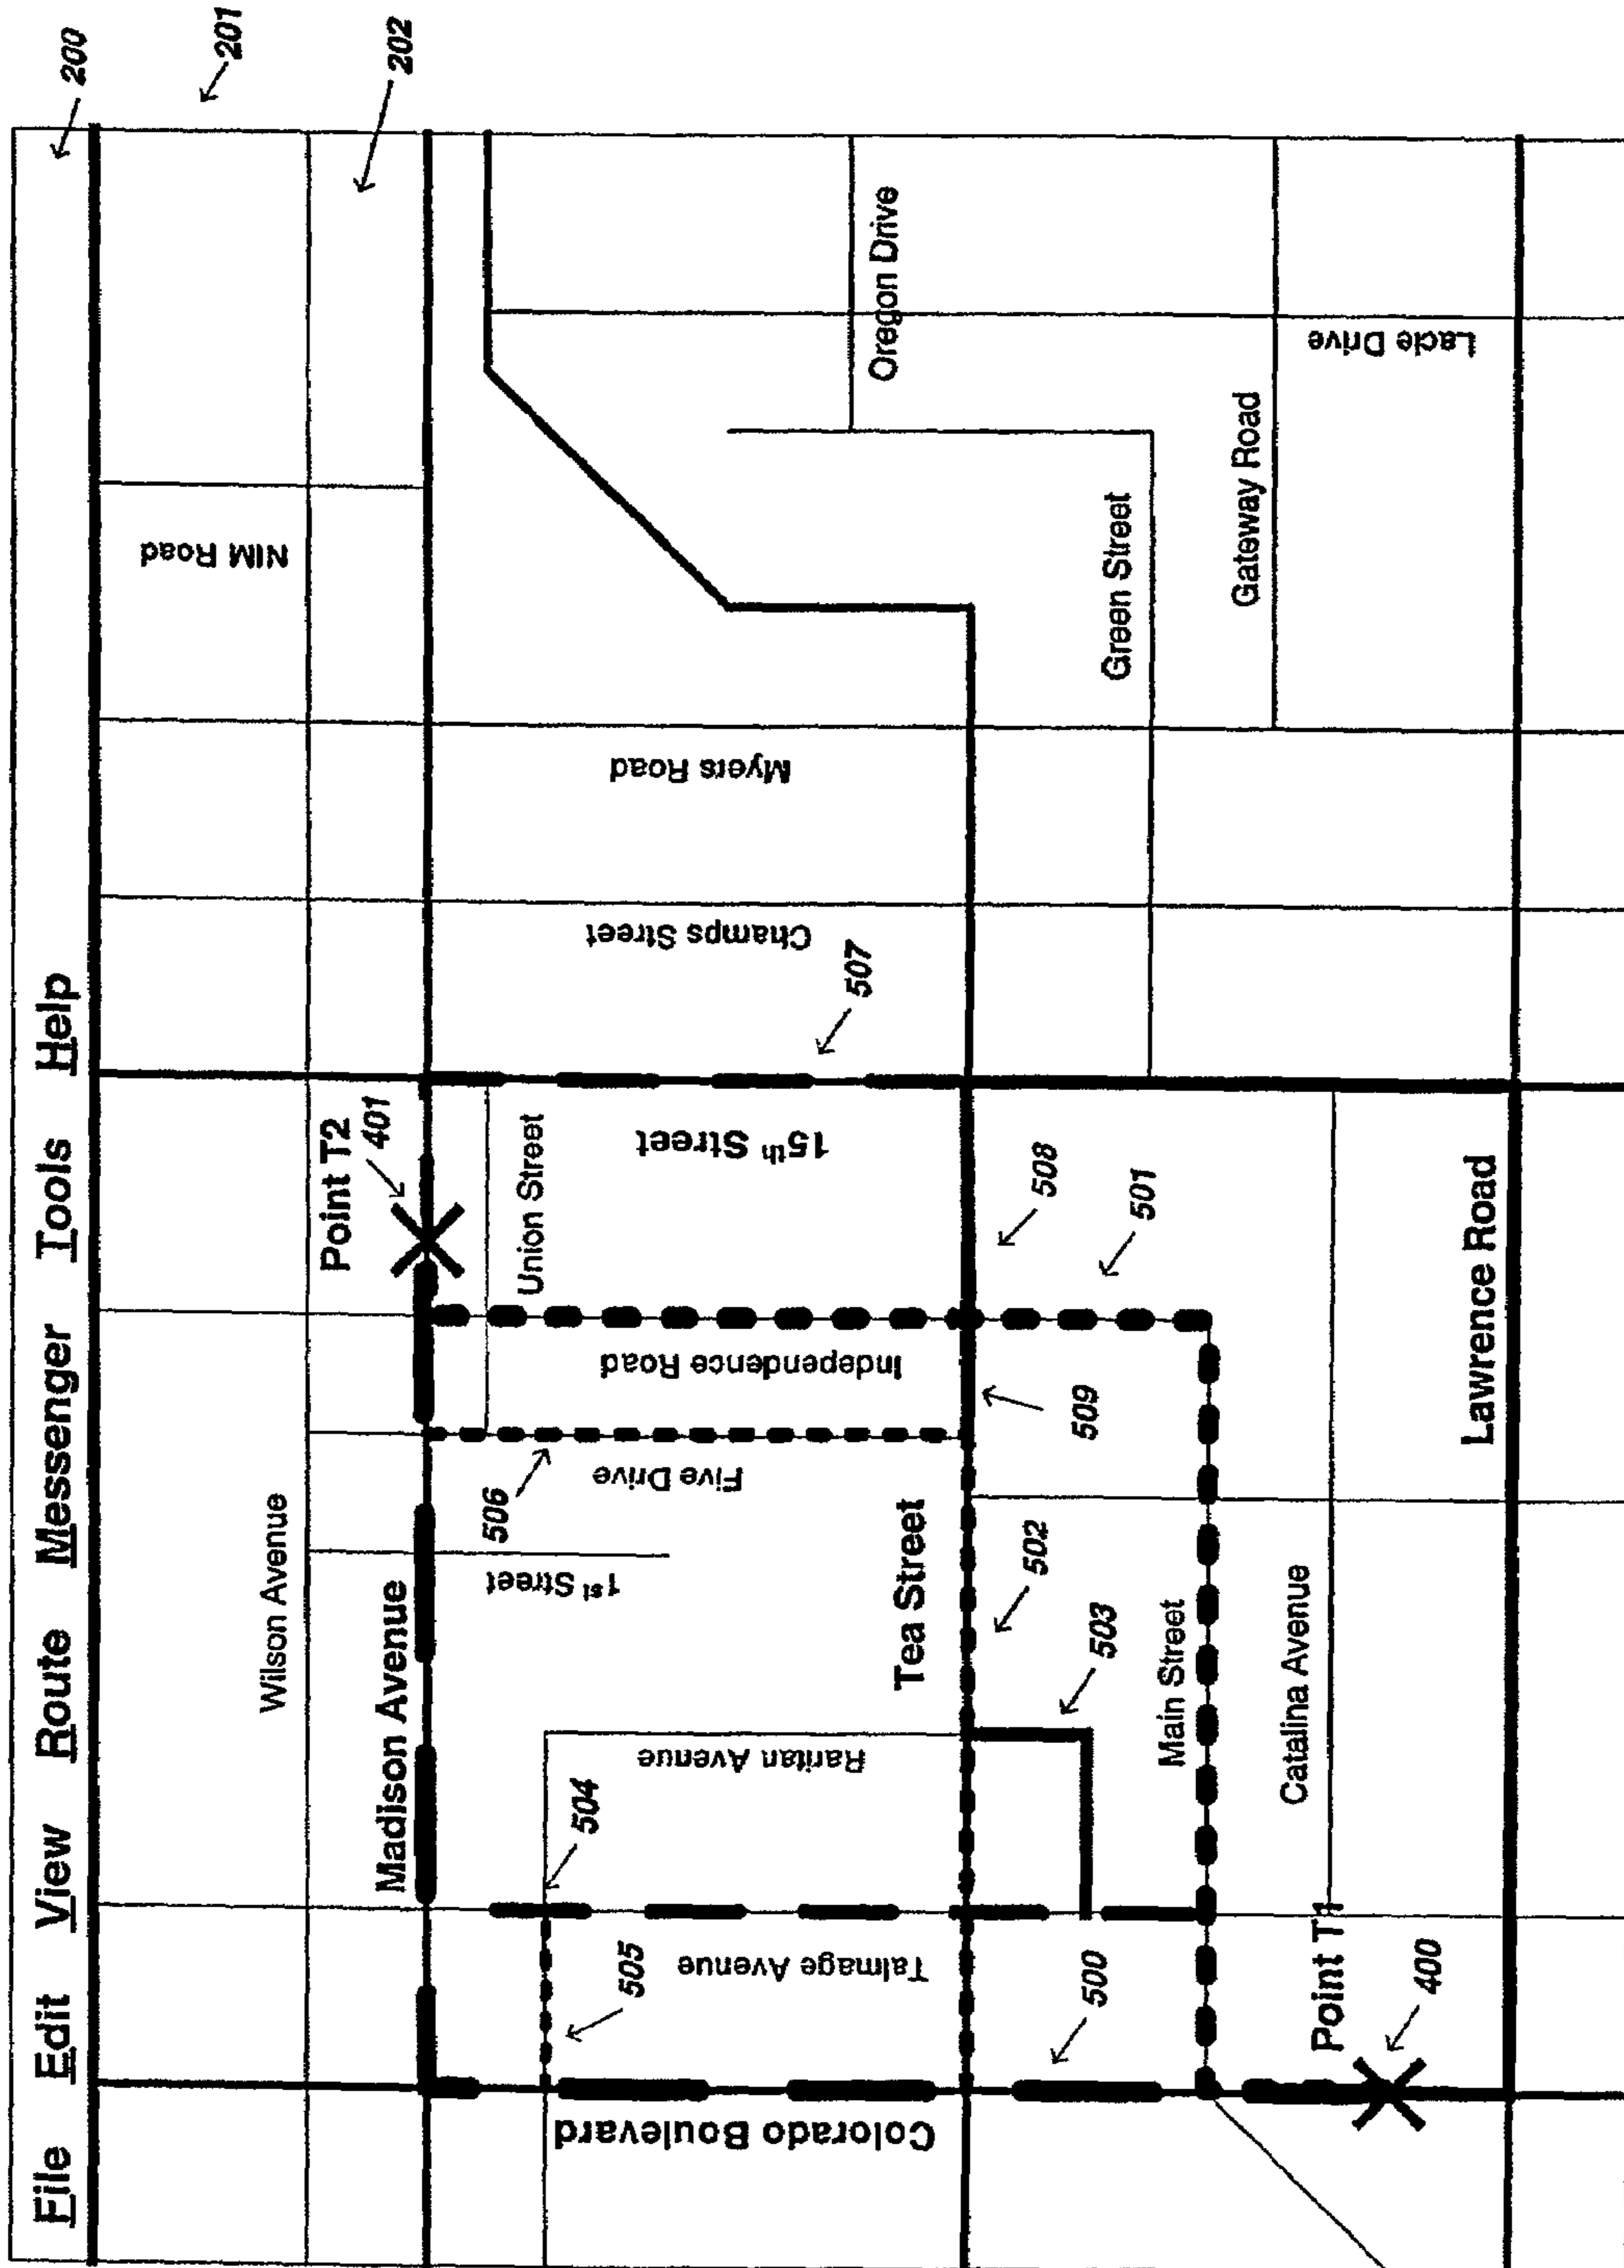 File Edit View Route Messenger Tools Help
200
201
202
NIM Road
Wilson Avenue
Point T2
401
Madison Avenue
Union Street
1st Street
506
Five Drive
Independence Road
15th Street
507
Champs Street
Myers Road
Oregon Drive
504
505
Raritan Avenue
Talmage Avenue
Colorado Boulevard
Tea Street
502
509
508
501
503
500
Main Street
Green Street
Gateway Road
Catalina Avenue
Lacle Drive
Point T1
400
Lawrence Road